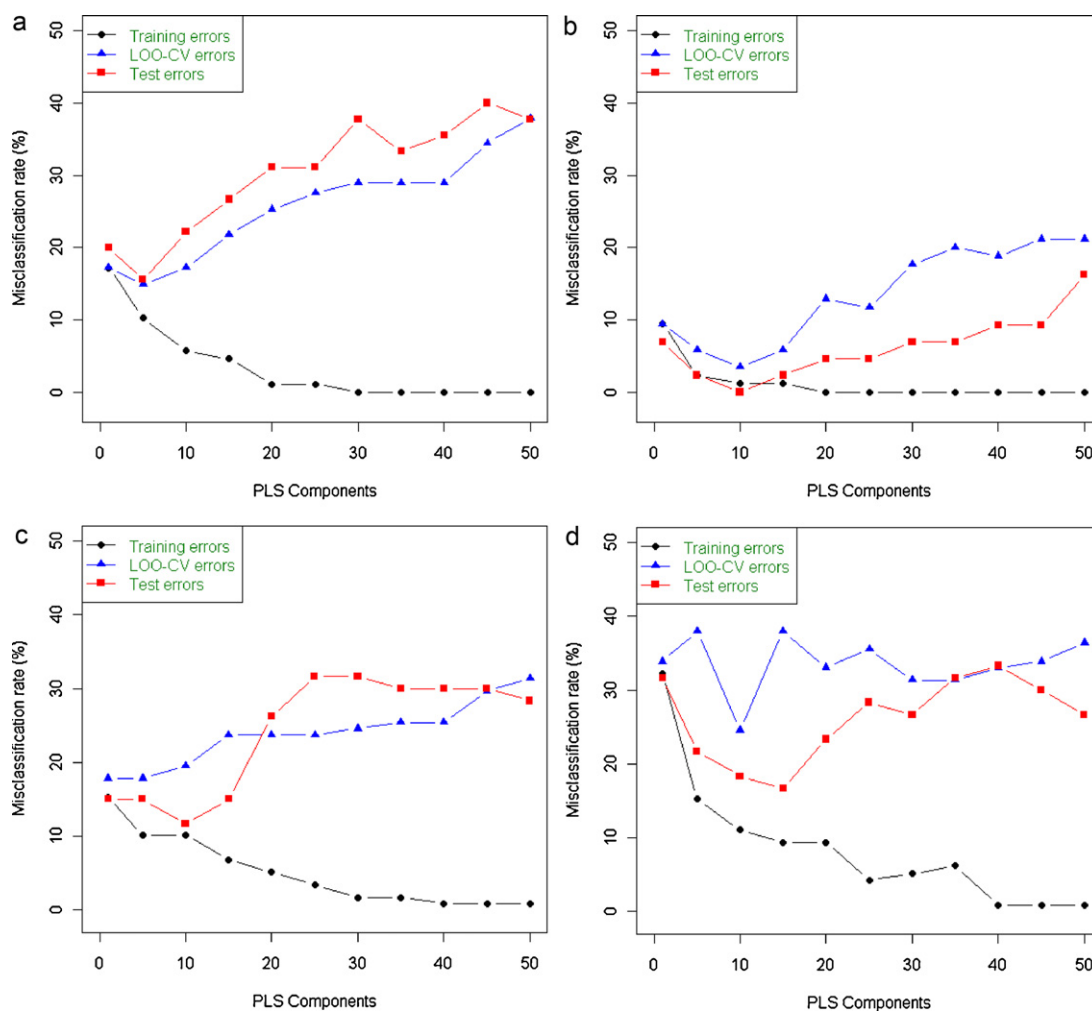 a
Training errors
LOO-CV errors
Test errors
Misclassification rate (%)
0 10 20 30 40 50
0 10 20 30 40 50
PLS Components
b
Training errors
LOO-CV errors
Test errors
Misclassification rate (%)
0 10 20 30 40 50
0 10 20 30 40 50
PLS Components
c
Training errors
LOO-CV errors
Test errors
Misclassification rate (%)
0 10 20 30 40 50
0 10 20 30 40 50
PLS Components
d
Training errors
LOO-CV errors
Test errors
Misclassification rate (%)
0 10 20 30 40 50
0 10 20 30 40 50
PLS Components